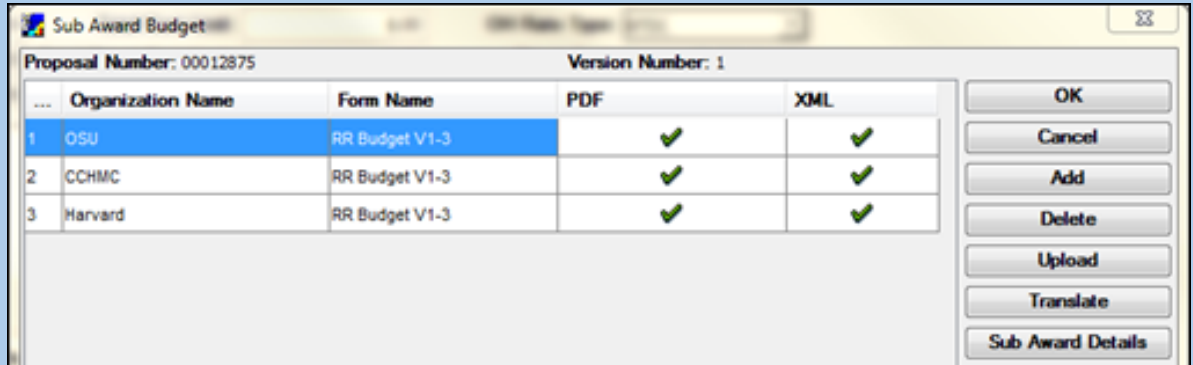 Sub Award Budget
Proposal Number: 00012875 Version Number: 1
... Organization Name Form Name PDF XML
1 OSU RR Budget V1-3
2 CCHMC RR Budget V1-3
3 Harvard RR Budget V1-3
OK
Cancel
Add
Delete
Upload
Translate
Sub Award Details